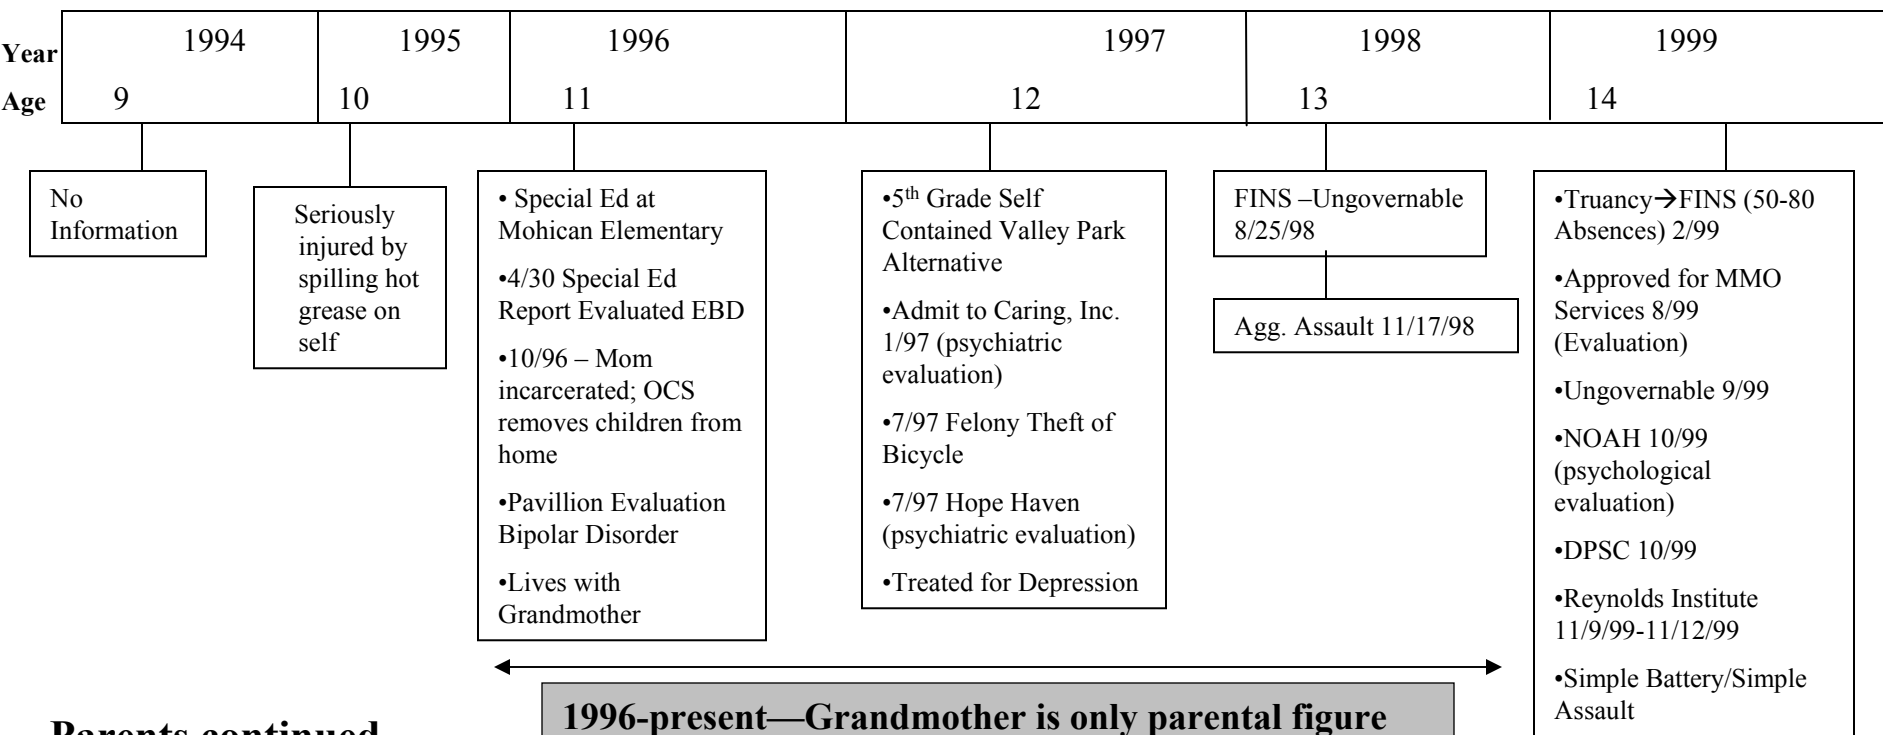 Year 1994 1995 1996 1997 1998 1999
Age 9 10 11 12 13 14
No
Information
Seriously
injured by
spilling hot
grease on
self
• Special Ed at
Mohican Elementary
•4/30 Special Ed
Report Evaluated EBD
•10/96 – Mom
incarcerated; OCS
removes children from
home
•Pavillion Evaluation
Bipolar Disorder
•Lives with
Grandmother
•5th Grade Self
Contained Valley Park
Alternative
•Admit to Caring, Inc.
1/97 (psychiatric
evaluation)
•7/97 Felony Theft of
Bicycle
•7/97 Hope Haven
(psychiatric evaluation)
•Treated for Depression
FINS –Ungovernable
8/25/98
Agg. Assault 11/17/98
•Truancy→FINS (50-80
Absences) 2/99
•Approved for MMO
Services 8/99
(Evaluation)
•Ungovernable 9/99
•NOAH 10/99
(psychological
evaluation)
•DPSC 10/99
•Reynolds Institute
11/9/99-11/12/99
•Simple Battery/Simple
Assault
1996-present—Grandmother is only parental figure
Parents continued